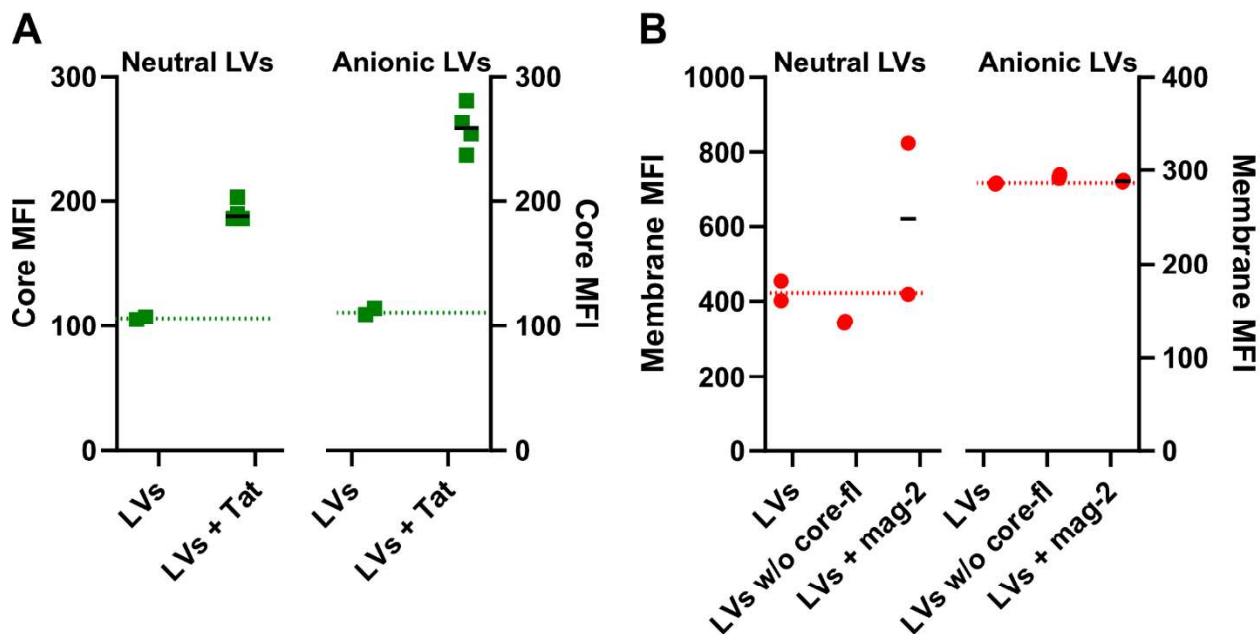 A
Neutral LVs
Anionic LVs
Core MFI
300
200
100
0
300
200
100
0
Core MFI
LVs
LVs + Tat
LVs
LVs + Tat
B
Neutral LVs
Anionic LVs
Membrane MFI
1000
800
600
400
200
0
400
300
200
100
0
Membrane MFI
LVs
LVs w/o core-fl
LVs + mag-2
LVs
LVs w/o core-fl
LVs + mag-2